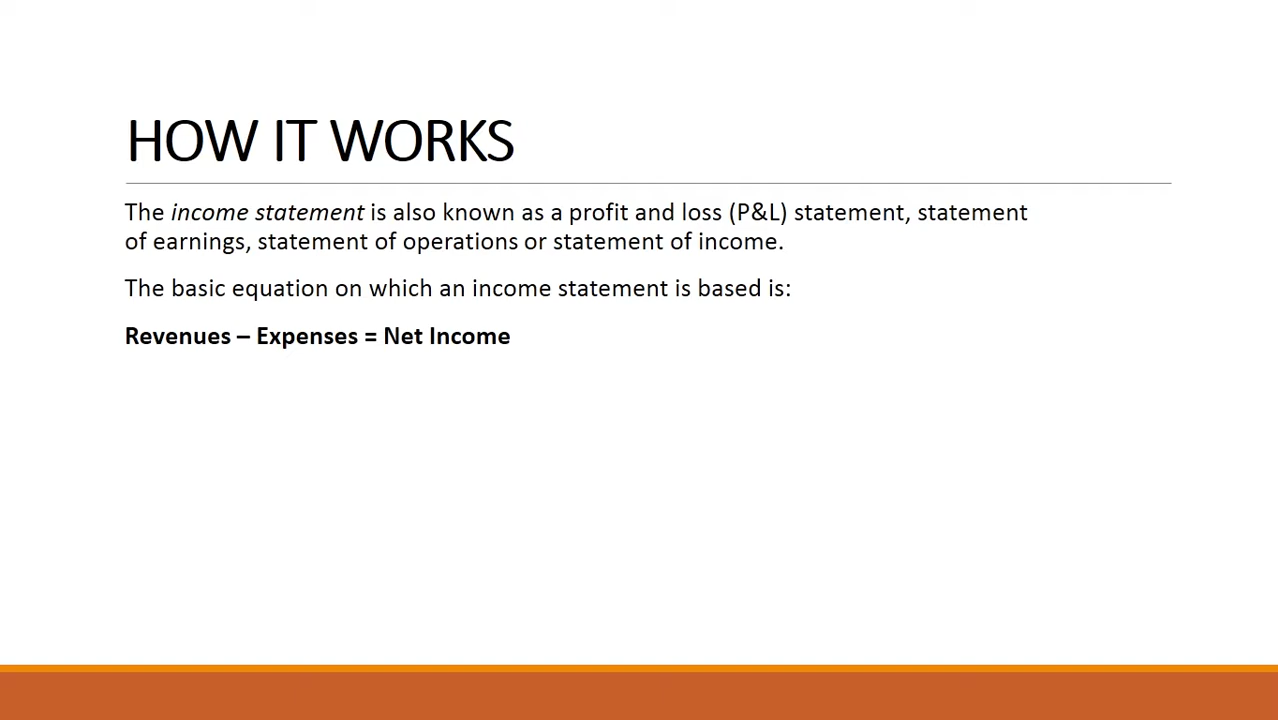 HOW IT WORKS
The income statement is also known as a profit and loss (P&L) statement, statement
of earnings, statement of operations or statement of income.
The basic equation on which an income statement is based is:
Revenues – Expenses = Net Income